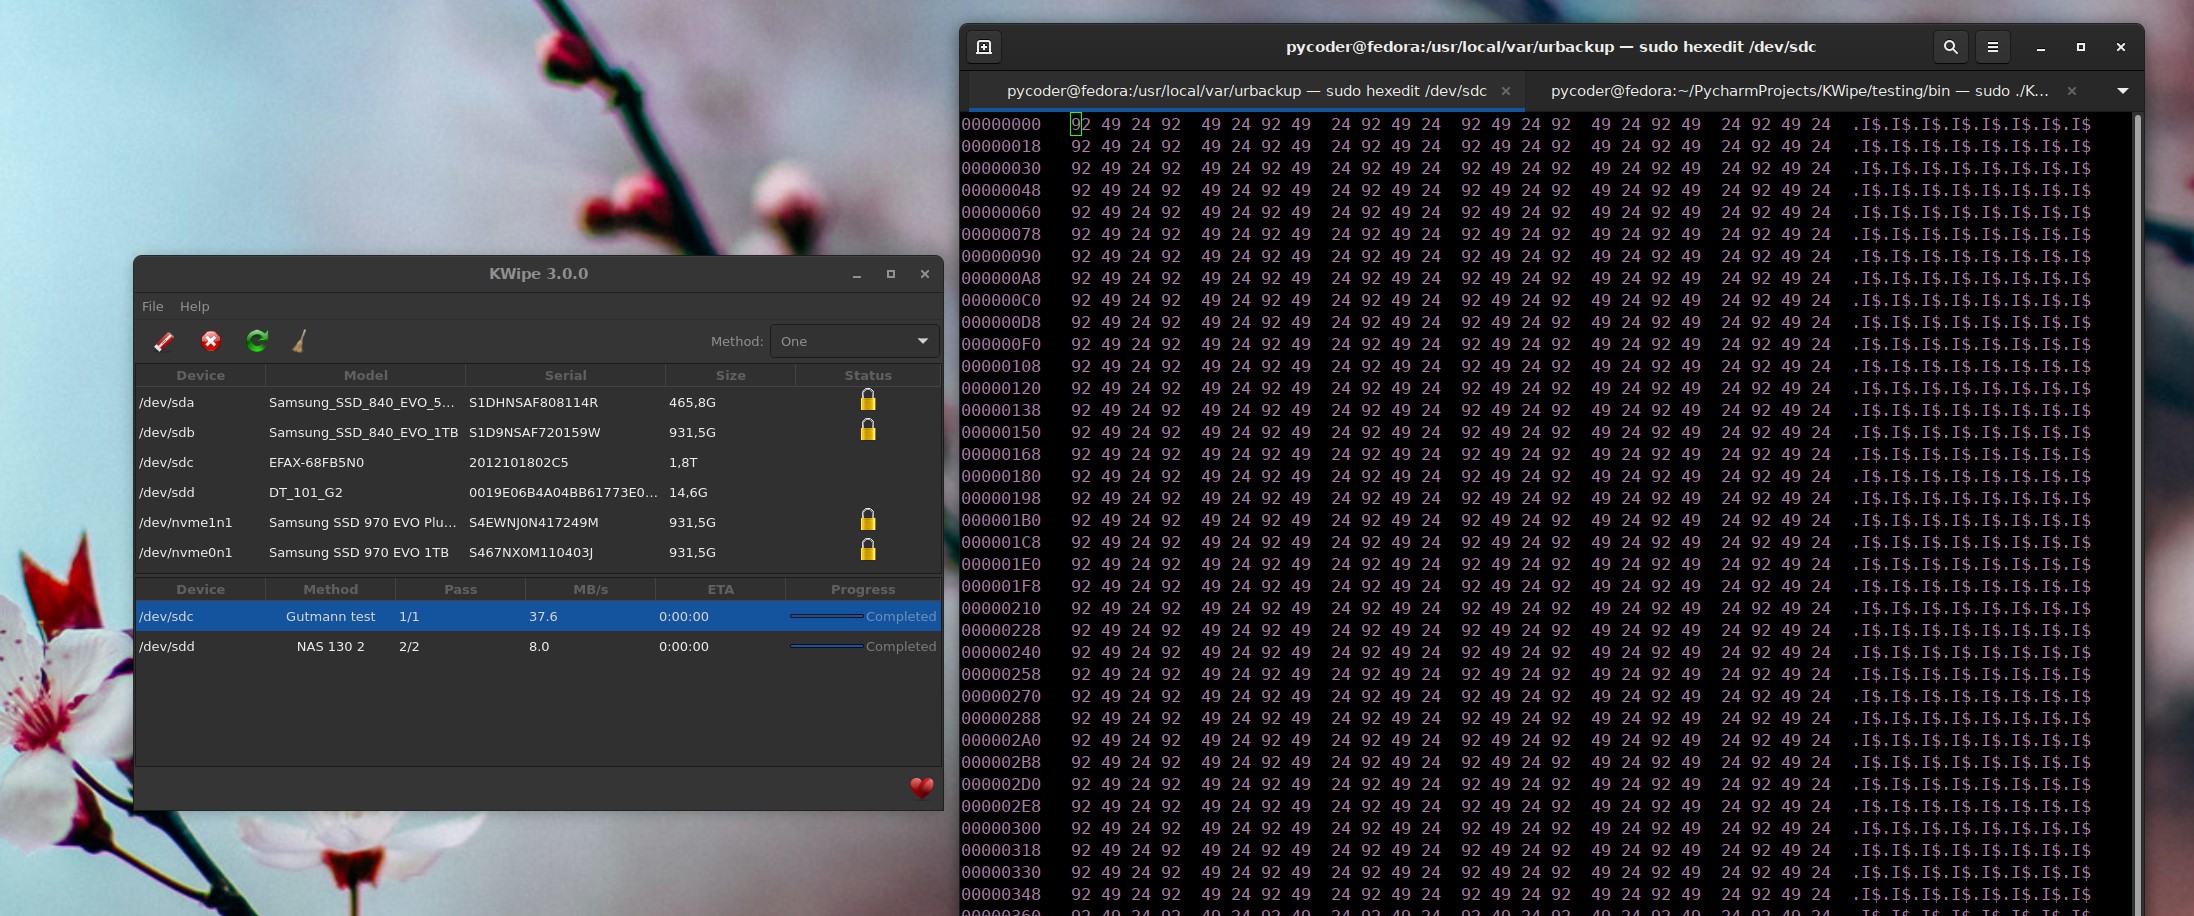 KWipe 3.0.0
File Help
Method: One
Device Model Serial Size Status
/dev/sda Samsung_SSD_840_EVO_5... S1DHNSAF808114R 465,8G
/dev/sdb Samsung_SSD_840_EVO_1TB S1D9NSAF720159W 931,5G
/dev/sdc EFAX-68FB5N0 2012101802C5 1,8T
/dev/sdd DT_101_G2 0019E06B4A04BB61773E0... 14,6G
/dev/nvme1n1 Samsung SSD 970 EVO Plu... S4EWNJ0N417249M 931,5G
/dev/nvme0n1 Samsung SSD 970 EVO 1TB S467NX0M110403J 931,5G
Device Method Pass MB/s ETA Progress
/dev/sdc Gutmann test 1/1 37.6 0:00:00 Completed
/dev/sdd NAS 130 2 2/2 8.0 0:00:00 Completed
pycoder@fedora:/usr/local/var/urbackup — sudo hexedit /dev/sdc
pycoder@fedora:/usr/local/var/urbackup — sudo hexedit /dev/sdc pycoder@fedora:~/PycharmProjects/KWipe/testing/bin — sudo ./K...
00000000 92 49 24 92 49 24 92 49 24 92 49 24 92 49 24 92 49 24 92 49 24 92 49 24 .I$.I$.I$.I$.I$.I$.I$.I$
00000018 92 49 24 92 49 24 92 49 24 92 49 24 92 49 24 92 49 24 92 49 24 92 49 24 .I$.I$.I$.I$.I$.I$.I$.I$
00000030 92 49 24 92 49 24 92 49 24 92 49 24 92 49 24 92 49 24 92 49 24 92 49 24 .I$.I$.I$.I$.I$.I$.I$.I$
00000048 92 49 24 92 49 24 92 49 24 92 49 24 92 49 24 92 49 24 92 49 24 92 49 24 .I$.I$.I$.I$.I$.I$.I$.I$
00000060 92 49 24 92 49 24 92 49 24 92 49 24 92 49 24 92 49 24 92 49 24 92 49 24 .I$.I$.I$.I$.I$.I$.I$.I$
00000078 92 49 24 92 49 24 92 49 24 92 49 24 92 49 24 92 49 24 92 49 24 92 49 24 .I$.I$.I$.I$.I$.I$.I$.I$
00000090 92 49 24 92 49 24 92 49 24 92 49 24 92 49 24 92 49 24 92 49 24 92 49 24 .I$.I$.I$.I$.I$.I$.I$.I$
000000A8 92 49 24 92 49 24 92 49 24 92 49 24 92 49 24 92 49 24 92 49 24 92 49 24 .I$.I$.I$.I$.I$.I$.I$.I$
000000C0 92 49 24 92 49 24 92 49 24 92 49 24 92 49 24 92 49 24 92 49 24 92 49 24 .I$.I$.I$.I$.I$.I$.I$.I$
000000D8 92 49 24 92 49 24 92 49 24 92 49 24 92 49 24 92 49 24 92 49 24 92 49 24 .I$.I$.I$.I$.I$.I$.I$.I$
000000F0 92 49 24 92 49 24 92 49 24 92 49 24 92 49 24 92 49 24 92 49 24 92 49 24 .I$.I$.I$.I$.I$.I$.I$.I$
00000108 92 49 24 92 49 24 92 49 24 92 49 24 92 49 24 92 49 24 92 49 24 92 49 24 .I$.I$.I$.I$.I$.I$.I$.I$
00000120 92 49 24 92 49 24 92 49 24 92 49 24 92 49 24 92 49 24 92 49 24 92 49 24 .I$.I$.I$.I$.I$.I$.I$.I$
00000138 92 49 24 92 49 24 92 49 24 92 49 24 92 49 24 92 49 24 92 49 24 92 49 24 .I$.I$.I$.I$.I$.I$.I$.I$
00000150 92 49 24 92 49 24 92 49 24 92 49 24 92 49 24 92 49 24 92 49 24 92 49 24 .I$.I$.I$.I$.I$.I$.I$.I$
00000168 92 49 24 92 49 24 92 49 24 92 49 24 92 49 24 92 49 24 92 49 24 92 49 24 .I$.I$.I$.I$.I$.I$.I$.I$
00000180 92 49 24 92 49 24 92 49 24 92 49 24 92 49 24 92 49 24 92 49 24 92 49 24 .I$.I$.I$.I$.I$.I$.I$.I$
00000198 92 49 24 92 49 24 92 49 24 92 49 24 92 49 24 92 49 24 92 49 24 92 49 24 .I$.I$.I$.I$.I$.I$.I$.I$
000001B0 92 49 24 92 49 24 92 49 24 92 49 24 92 49 24 92 49 24 92 49 24 92 49 24 .I$.I$.I$.I$.I$.I$.I$.I$
000001C8 92 49 24 92 49 24 92 49 24 92 49 24 92 49 24 92 49 24 92 49 24 92 49 24 .I$.I$.I$.I$.I$.I$.I$.I$
000001E0 92 49 24 92 49 24 92 49 24 92 49 24 92 49 24 92 49 24 92 49 24 92 49 24 .I$.I$.I$.I$.I$.I$.I$.I$
000001F8 92 49 24 92 49 24 92 49 24 92 49 24 92 49 24 92 49 24 92 49 24 92 49 24 .I$.I$.I$.I$.I$.I$.I$.I$
00000210 92 49 24 92 49 24 92 49 24 92 49 24 92 49 24 92 49 24 92 49 24 92 49 24 .I$.I$.I$.I$.I$.I$.I$.I$
00000228 92 49 24 92 49 24 92 49 24 92 49 24 92 49 24 92 49 24 92 49 24 92 49 24 .I$.I$.I$.I$.I$.I$.I$.I$
00000240 92 49 24 92 49 24 92 49 24 92 49 24 92 49 24 92 49 24 92 49 24 92 49 24 .I$.I$.I$.I$.I$.I$.I$.I$
00000258 92 49 24 92 49 24 92 49 24 92 49 24 92 49 24 92 49 24 92 49 24 92 49 24 .I$.I$.I$.I$.I$.I$.I$.I$
00000270 92 49 24 92 49 24 92 49 24 92 49 24 92 49 24 92 49 24 92 49 24 92 49 24 .I$.I$.I$.I$.I$.I$.I$.I$
00000288 92 49 24 92 49 24 92 49 24 92 49 24 92 49 24 92 49 24 92 49 24 92 49 24 .I$.I$.I$.I$.I$.I$.I$.I$
000002A0 92 49 24 92 49 24 92 49 24 92 49 24 92 49 24 92 49 24 92 49 24 92 49 24 .I$.I$.I$.I$.I$.I$.I$.I$
000002B8 92 49 24 92 49 24 92 49 24 92 49 24 92 49 24 92 49 24 92 49 24 92 49 24 .I$.I$.I$.I$.I$.I$.I$.I$
000002D0 92 49 24 92 49 24 92 49 24 92 49 24 92 49 24 92 49 24 92 49 24 92 49 24 .I$.I$.I$.I$.I$.I$.I$.I$
000002E8 92 49 24 92 49 24 92 49 24 92 49 24 92 49 24 92 49 24 92 49 24 92 49 24 .I$.I$.I$.I$.I$.I$.I$.I$
00000300 92 49 24 92 49 24 92 49 24 92 49 24 92 49 24 92 49 24 92 49 24 92 49 24 .I$.I$.I$.I$.I$.I$.I$.I$
00000318 92 49 24 92 49 24 92 49 24 92 49 24 92 49 24 92 49 24 92 49 24 92 49 24 .I$.I$.I$.I$.I$.I$.I$.I$
00000330 92 49 24 92 49 24 92 49 24 92 49 24 92 49 24 92 49 24 92 49 24 92 49 24 .I$.I$.I$.I$.I$.I$.I$.I$
00000348 92 49 24 92 49 24 92 49 24 92 49 24 92 49 24 92 49 24 92 49 24 92 49 24 .I$.I$.I$.I$.I$.I$.I$.I$